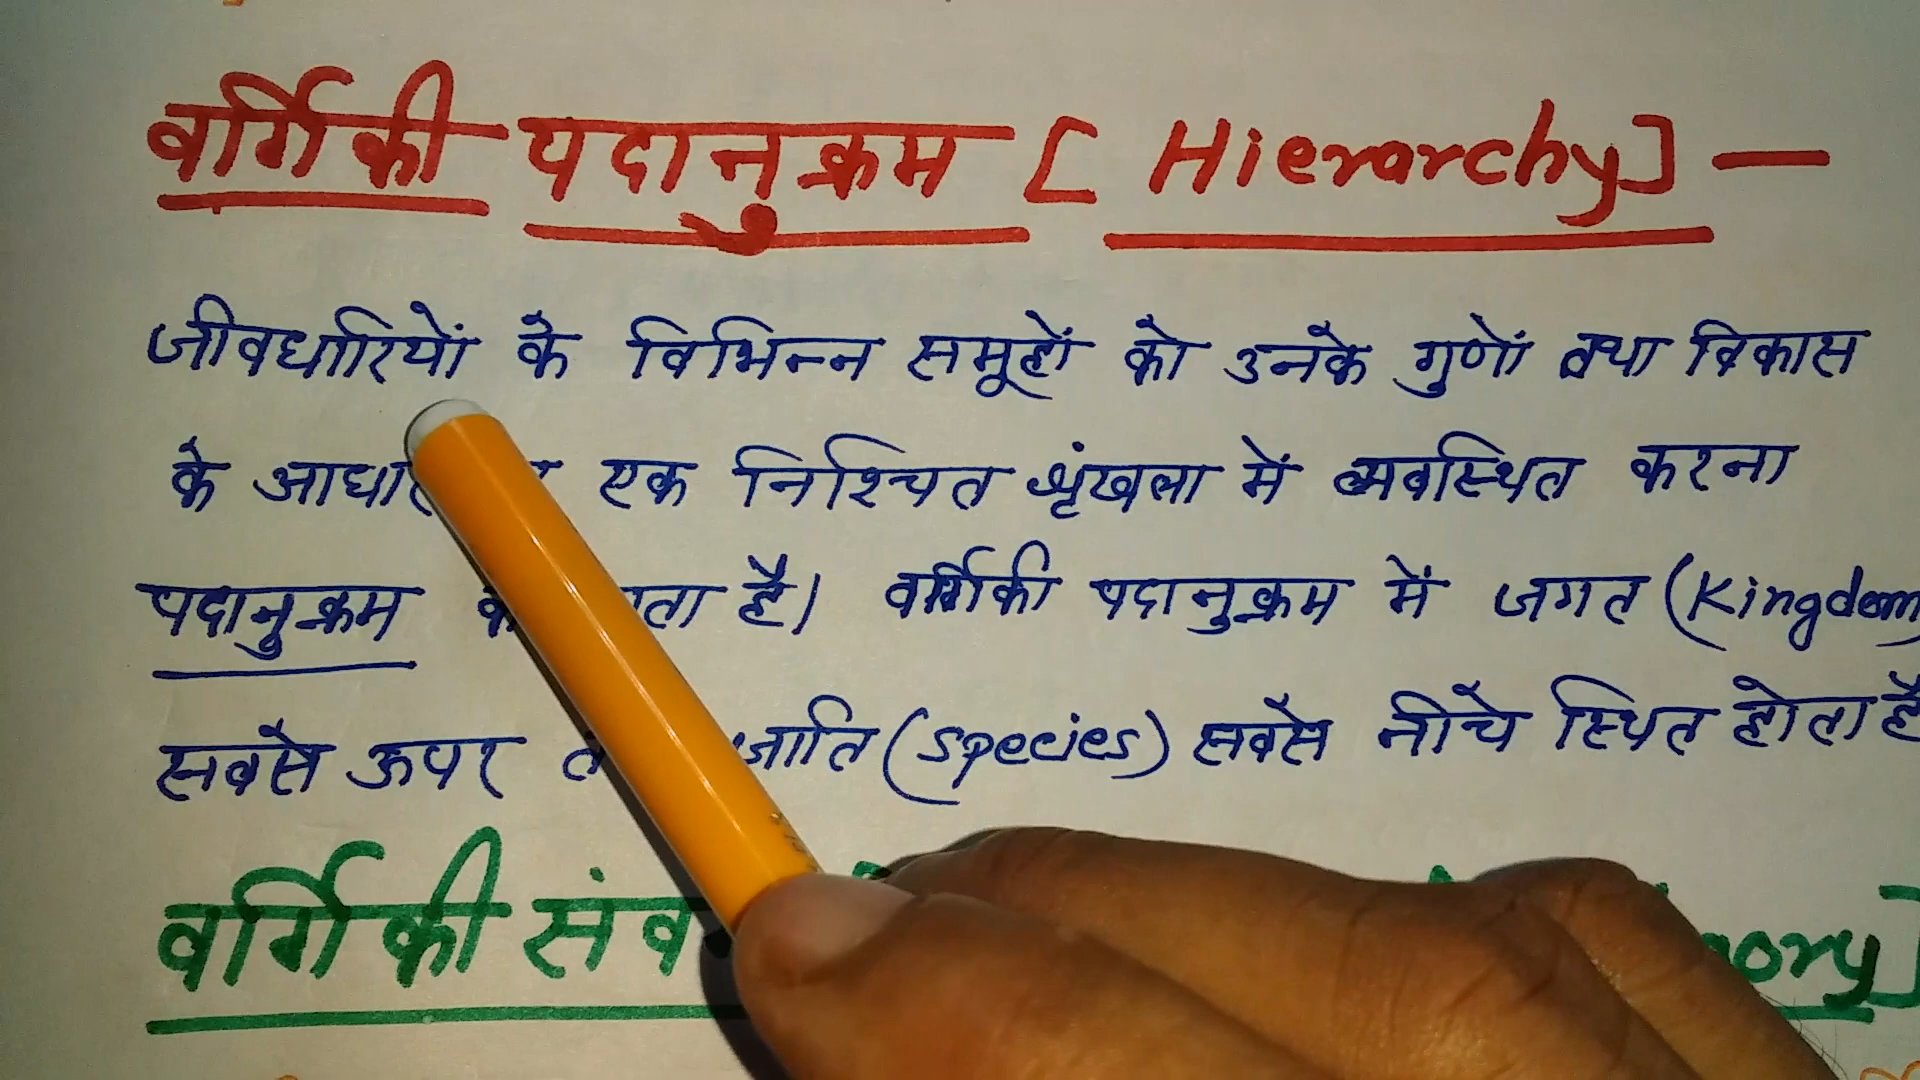 वर्गिकी पदानुक्रम [ Hierarchy] —
जीवधारियों के विभिन्न समूहों को उनके गुणों तथा विकास
के एक निश्चित शृंखला में व्यवस्थित करना
पदानुक्रम है। वर्गिकी पदानुक्रम में जगत (Kingdom)
सबसे ऊपर (species) सबसे नीचे स्थित होता है
वर्गिकी